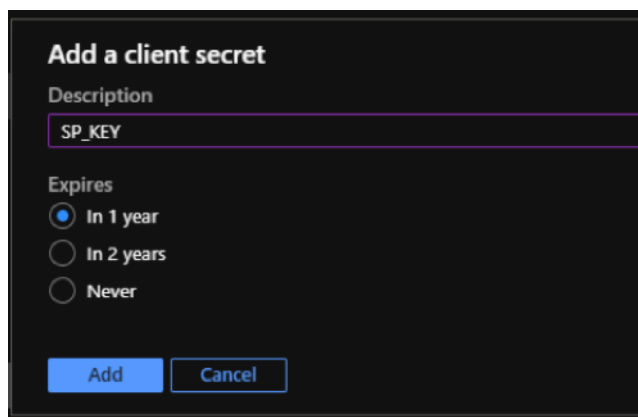 Add a client secret
Description
SP_KEY
Expires
In 1 year
In 2 years
Never
Add Cancel